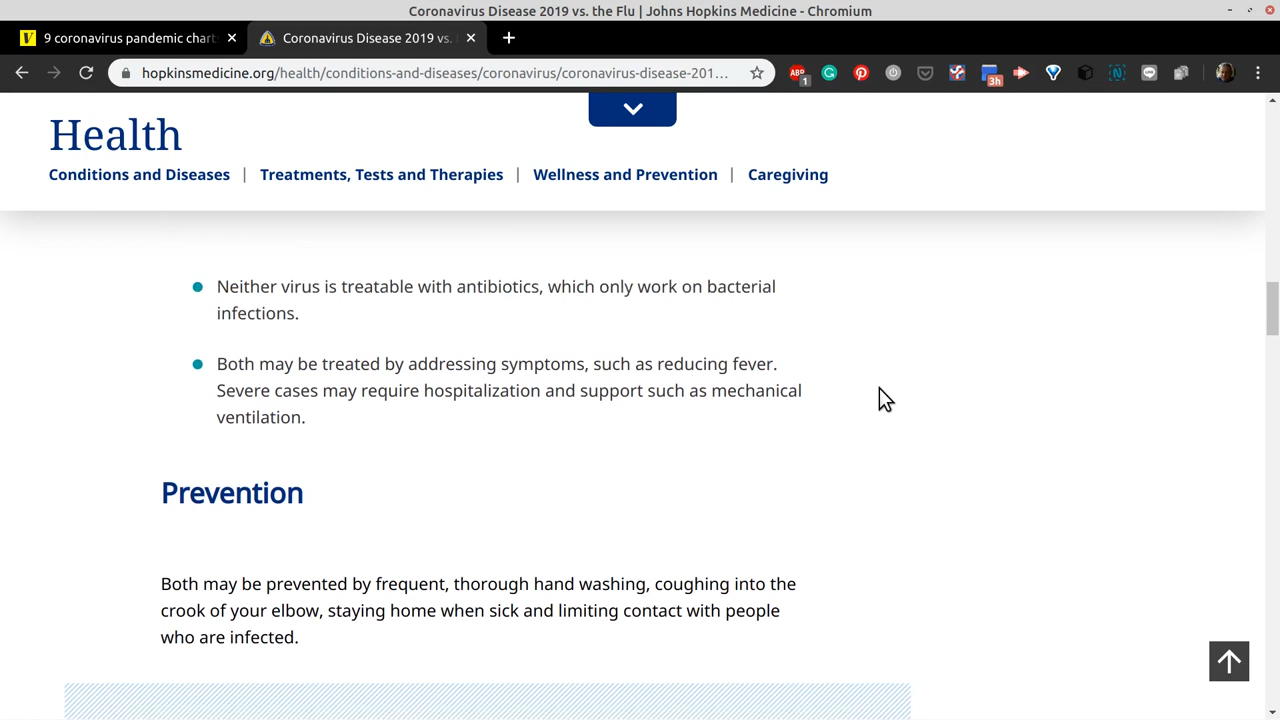 Coronavirus Disease 2019 vs. the Flu | Johns Hopkins Medicine - Chromium
9 coronavirus pandemic chart
Coronavirus Disease 2019 vs.
hopkinsmedicine.org/health/conditions-and-diseases/coronavirus/coronavirus-disease-201...
ABP
1
3h
Health
Conditions and Diseases | Treatments, Tests and Therapies | Wellness and Prevention | Caregiving
Neither virus is treatable with antibiotics, which only work on bacterial
infections.
Both may be treated by addressing symptoms, such as reducing fever.
Severe cases may require hospitalization and support such as mechanical
ventilation.
Prevention
Both may be prevented by frequent, thorough hand washing, coughing into the
crook of your elbow, staying home when sick and limiting contact with people
who are infected.